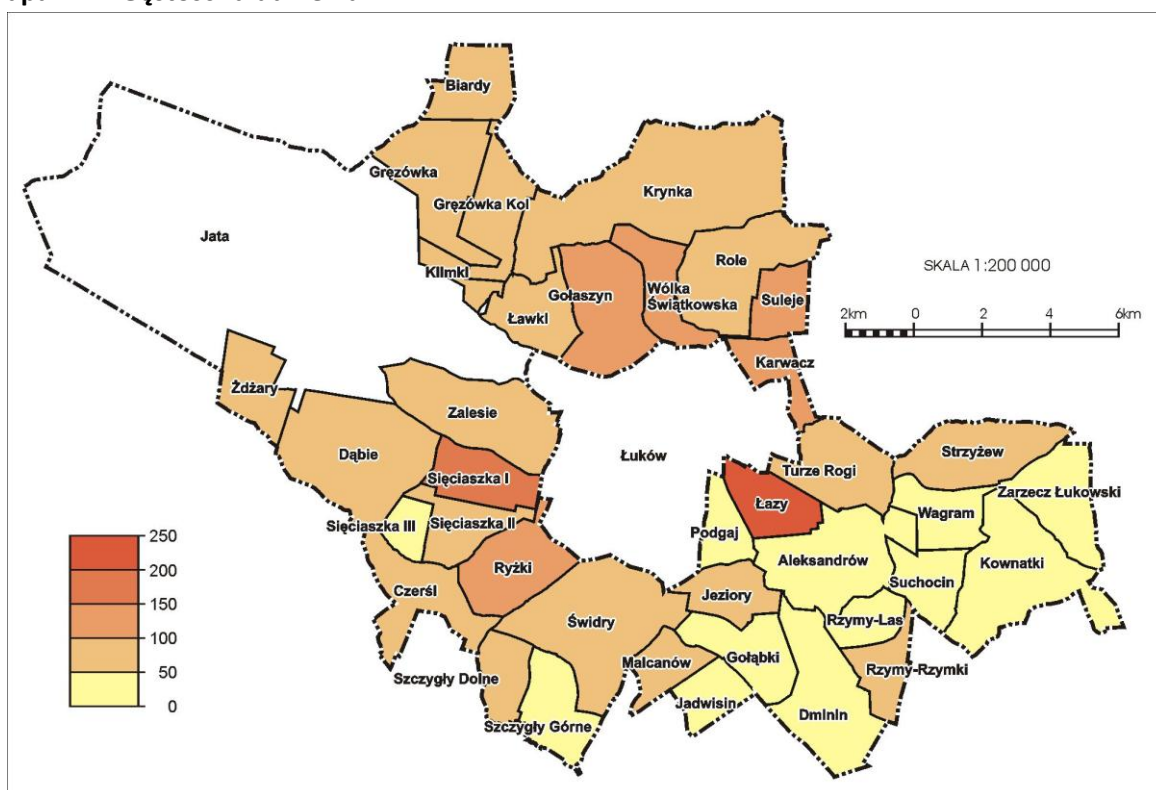 Biardy
Gręzówka
Gręzówka Kol
Krynka
Jata
Role
SKALA 1:200 000
Klimki
Gołaszyn
Wólka
Świątkowska
Suleje
Ławki
2km 0 2 4 6km
Karwacz
Żdżary
Zalesie
Dąbie
Łuków
Strzyżew
Turze Rogi
Sięciaszka I
Łazy
Zarzecz Łukowski
Wagram
Sięciaszka III
Sięciaszka II
Podgaj
250
200
150
100
50
0
Aleksandrów
Kownatki
Ryżki
Suchocin
Czerśl
Jeziory
Świdry
Rzymy-Las
Malcanów
Gołąbki
Rzymy-Rzymki
Szczygły Dolne
Jadwisin
Dminin
Szczygły Górne